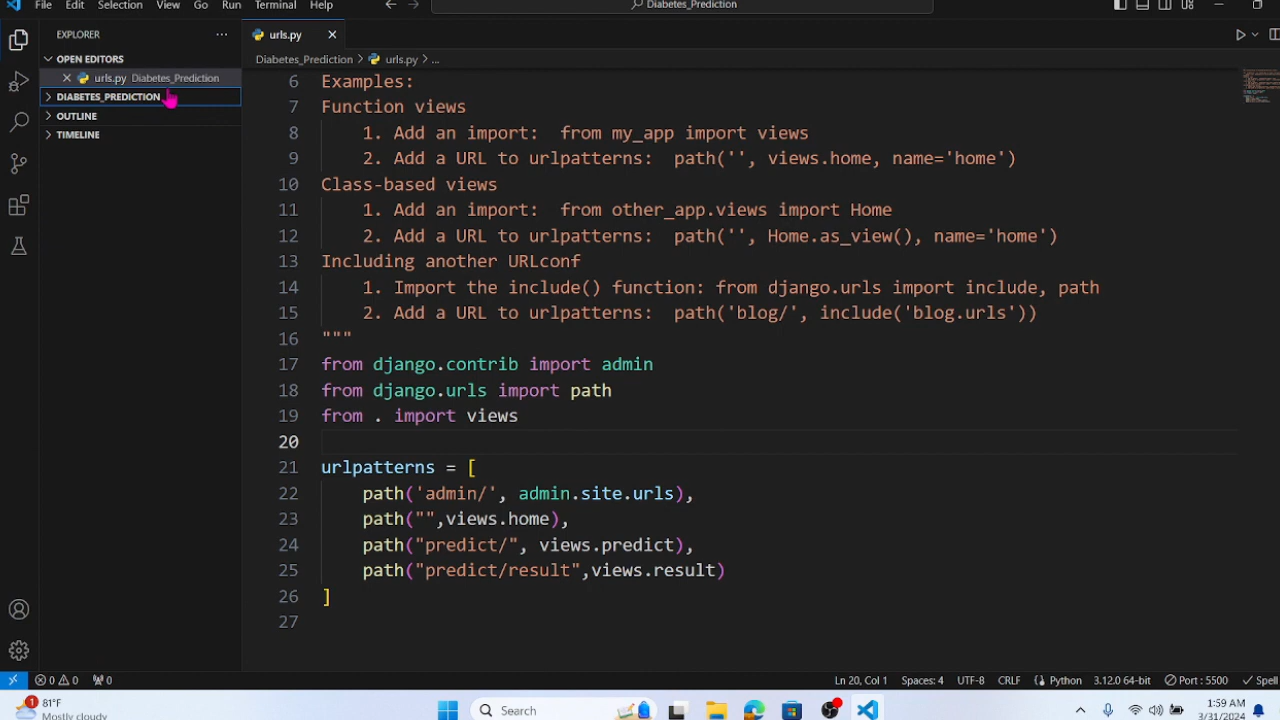 File Edit Selection View Go Run Terminal Help
Diabetes_Prediction
EXPLORER
urls.py
OPEN EDITORS
Diabetes_Prediction > urls.py > ...
urls.py Diabetes_Prediction
DIABETES_PREDICTION
OUTLINE
TIMELINE
6 Examples:
7 Function views
8 1. Add an import:  from my_app import views
9 2. Add a URL to urlpatterns:  path('', views.home, name='home')
10 Class-based views
11 1. Add an import:  from other_app.views import Home
12 2. Add a URL to urlpatterns:  path('', Home.as_view(), name='home')
13 Including another URLconf
14 1. Import the include() function: from django.urls import include, path
15 2. Add a URL to urlpatterns:  path('blog/', include('blog.urls'))
16 """
17 from django.contrib import admin
18 from django.urls import path
19 from . import views
20
21 urlpatterns = [
22 path('admin/', admin.site.urls),
23 path("",views.home),
24 path("predict/", views.predict),
25 path("predict/result",views.result)
26 ]
27
0 0 0 Ln 20, Col 1 Spaces: 4 UTF-8 CRLF Python 3.12.0 64-bit Port : 5500 Spell
1 81°F
Mostly cloudy
Search
1:59 AM
3/31/2024